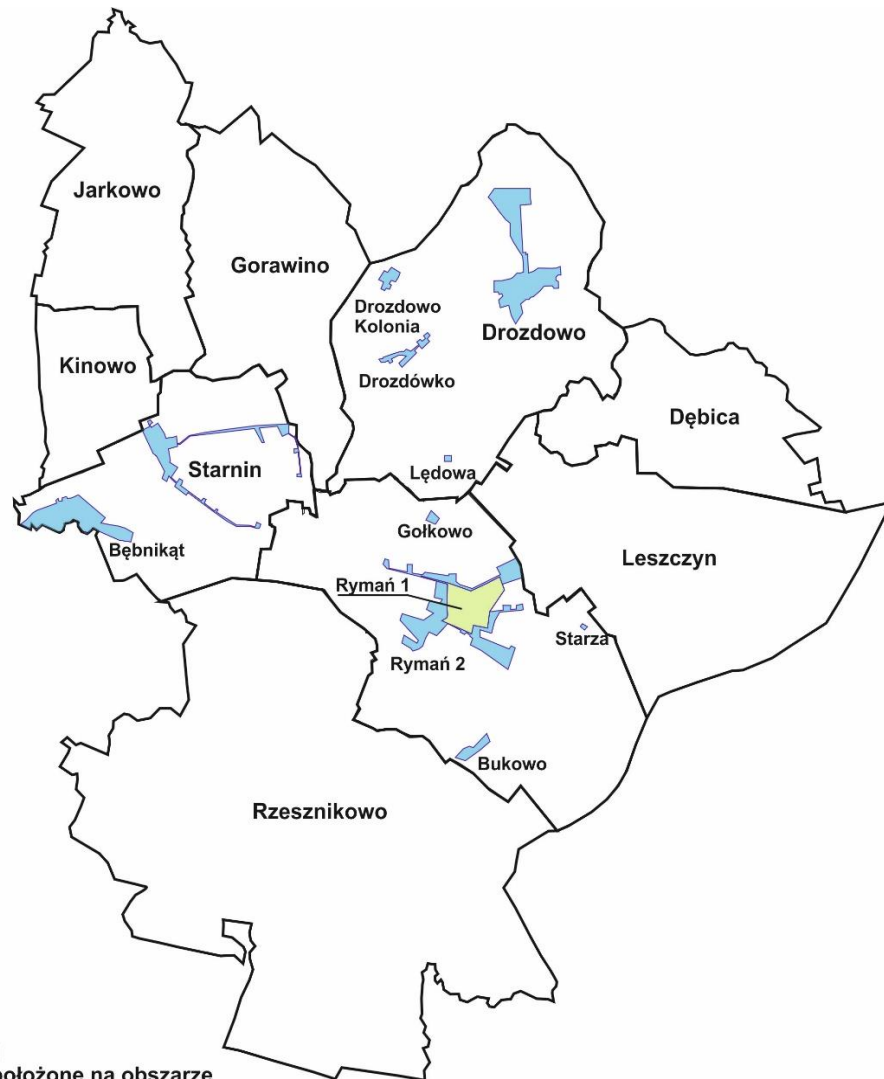 Jarkowo
Gorawino
Drozdowo
Kolonia
Drozdowo
Kinowo
Drozdówko
Dębica
Starnin
Lędowa
Gołkowo
Bębnikąt
Leszczyn
Rymań 1
Starza
Rymań 2
Bukowo
Rzesznikowo
położone na obszarze